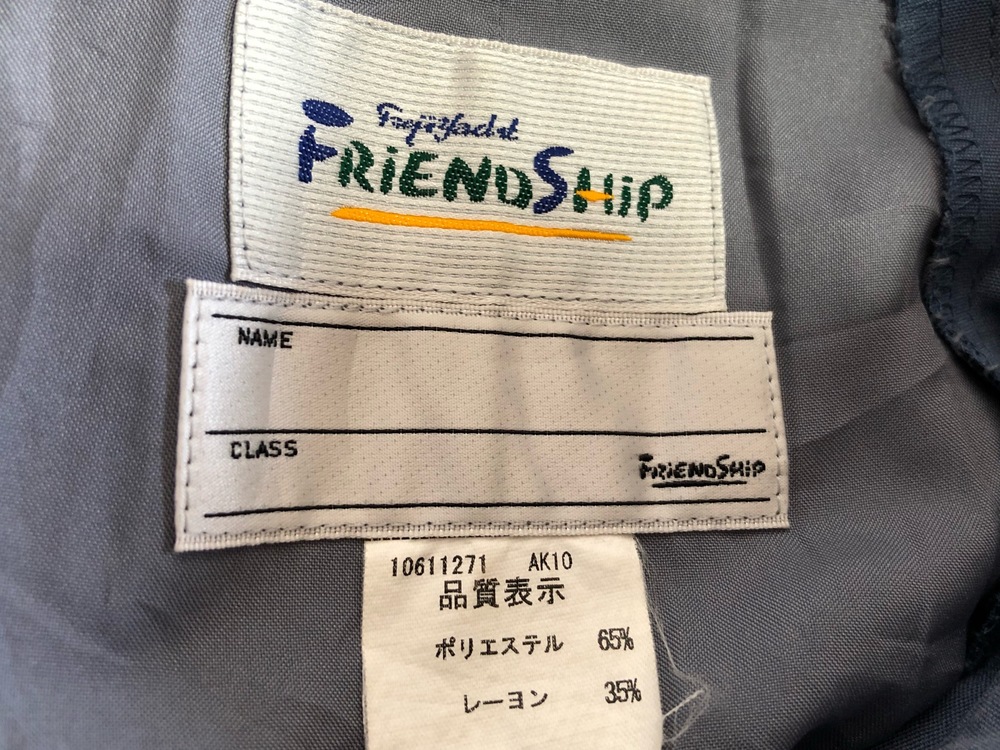 FujiYacht
FRiENDSHiP
NAME
CLASS
FRiENDSHiP
10611271 AK10
品質表示
ポリエステル 65%
レーヨン 35%